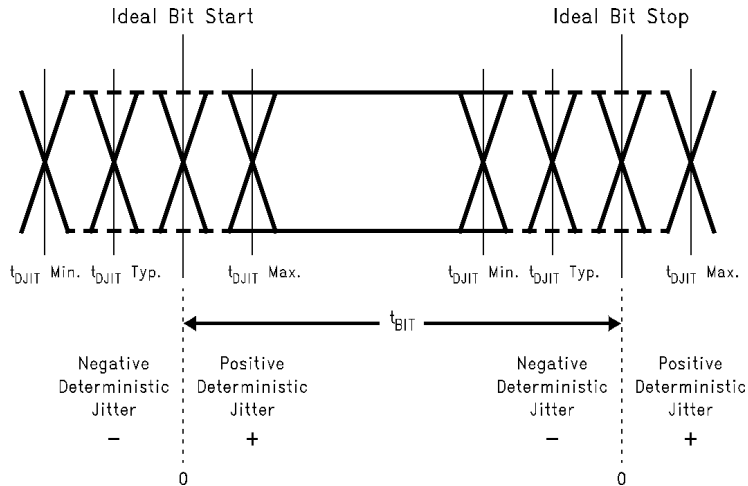 Ideal Bit Start
Ideal Bit Stop
tDJIT Min.
tDJIT Typ.
tDJIT Max.
tDJIT Min.
tDJIT Typ.
tDJIT Max.
tBIT
Negative
Deterministic
Jitter
−
Positive
Deterministic
Jitter
+
Negative
Deterministic
Jitter
−
Positive
Deterministic
Jitter
+
0
0